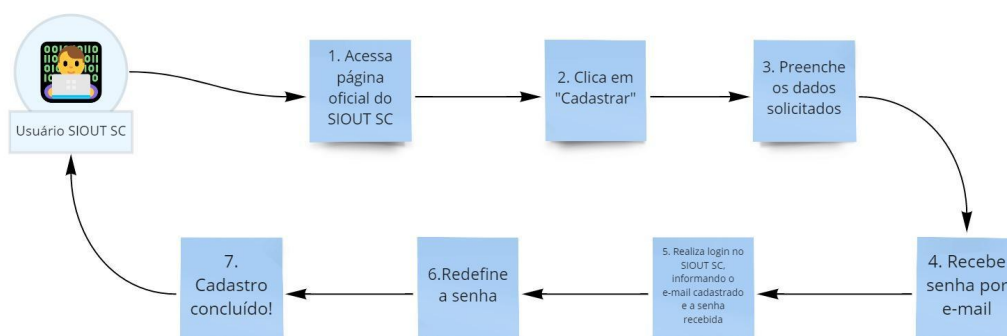 Usuário SIOUT SC
1. Acessa
página
oficial do
SIOUT SC
2. Clica em
"Cadastrar"
3. Preenche
os dados
solicitados
4. Recebe
senha por
e-mail
5. Realiza login no
SIOUT SC,
informando o
e-mail cadastrado
e a senha
recebida
6.Redefine
a senha
7.
Cadastro
concluído!